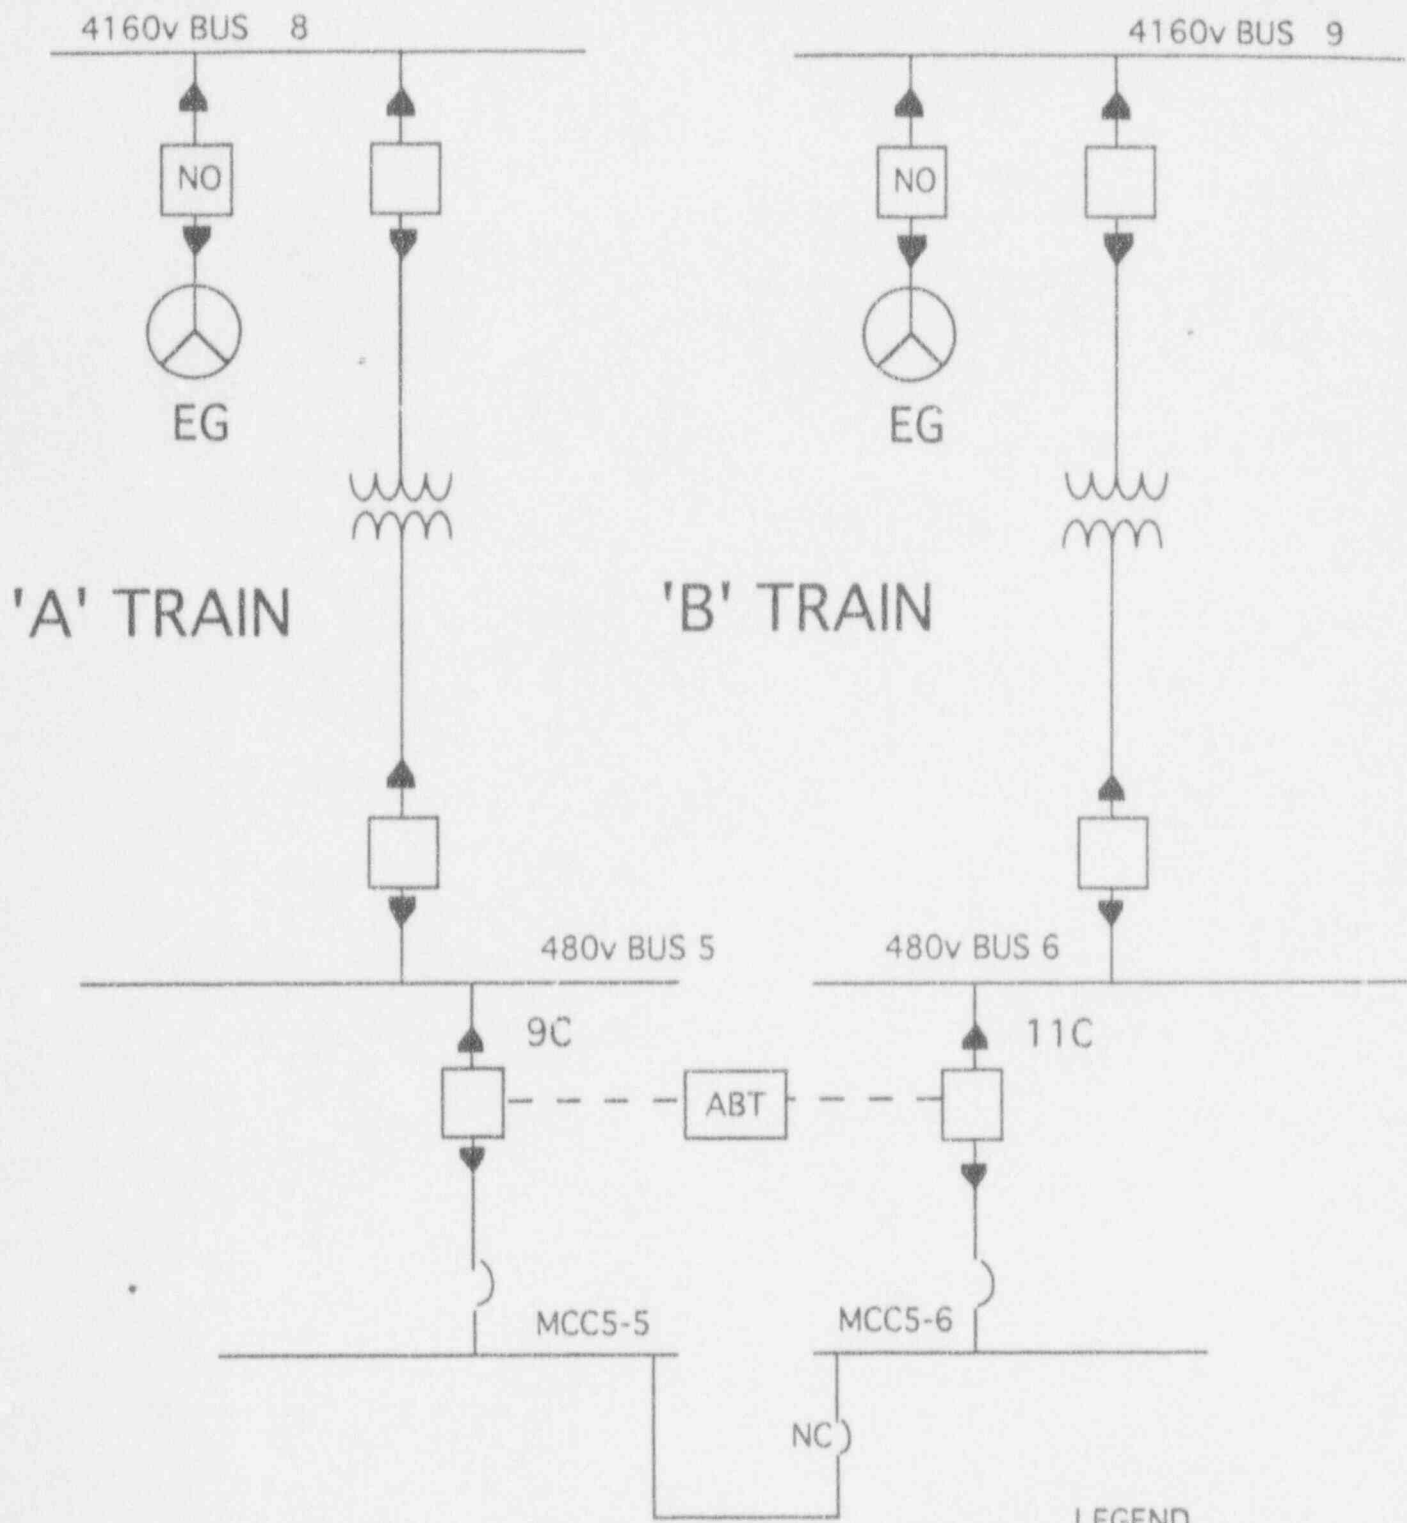 4160v BUS 8
4160v BUS 9
NO
NO
EG
EG
'A' TRAIN
'B' TRAIN
480v BUS 5
480v BUS 6
9C
11C
ABT
MCC5-5
MCC5-6
NC
LEGEND